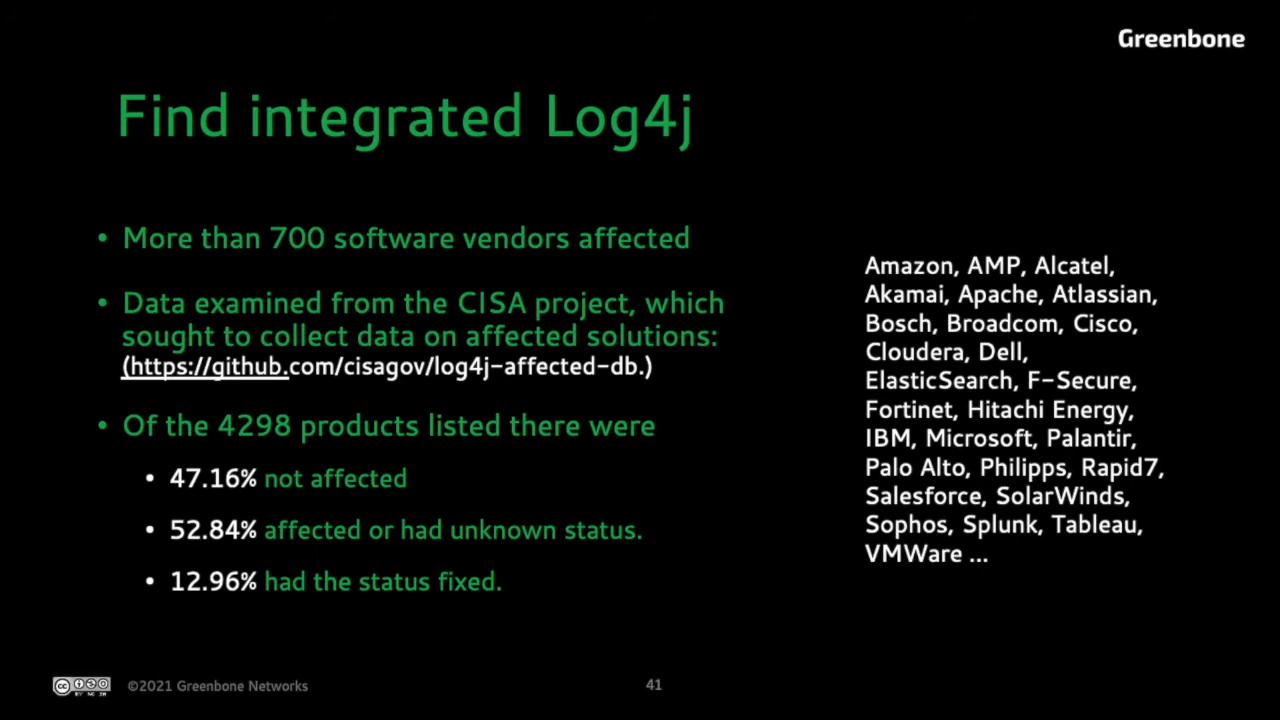 Greenbone
Find integrated Log4j
• More than 700 software vendors affected
• Data examined from the CISA project, which
sought to collect data on affected solutions:
(https://github.com/cisagov/log4j-affected-db.)
• Of the 4298 products listed there were
• 47.16% not affected
• 52.84% affected or had unknown status.
• 12.96% had the status fixed.
Amazon, AMP, Alcatel,
Akamai, Apache, Atlassian,
Bosch, Broadcom, Cisco,
Cloudera, Dell,
ElasticSearch, F-Secure,
Fortinet, Hitachi Energy,
IBM, Microsoft, Palantir,
Palo Alto, Philipps, Rapid7,
Salesforce, SolarWinds,
Sophos, Splunk, Tableau,
VMWare ...
cc
BY NC SA
©2021 Greenbone Networks
41